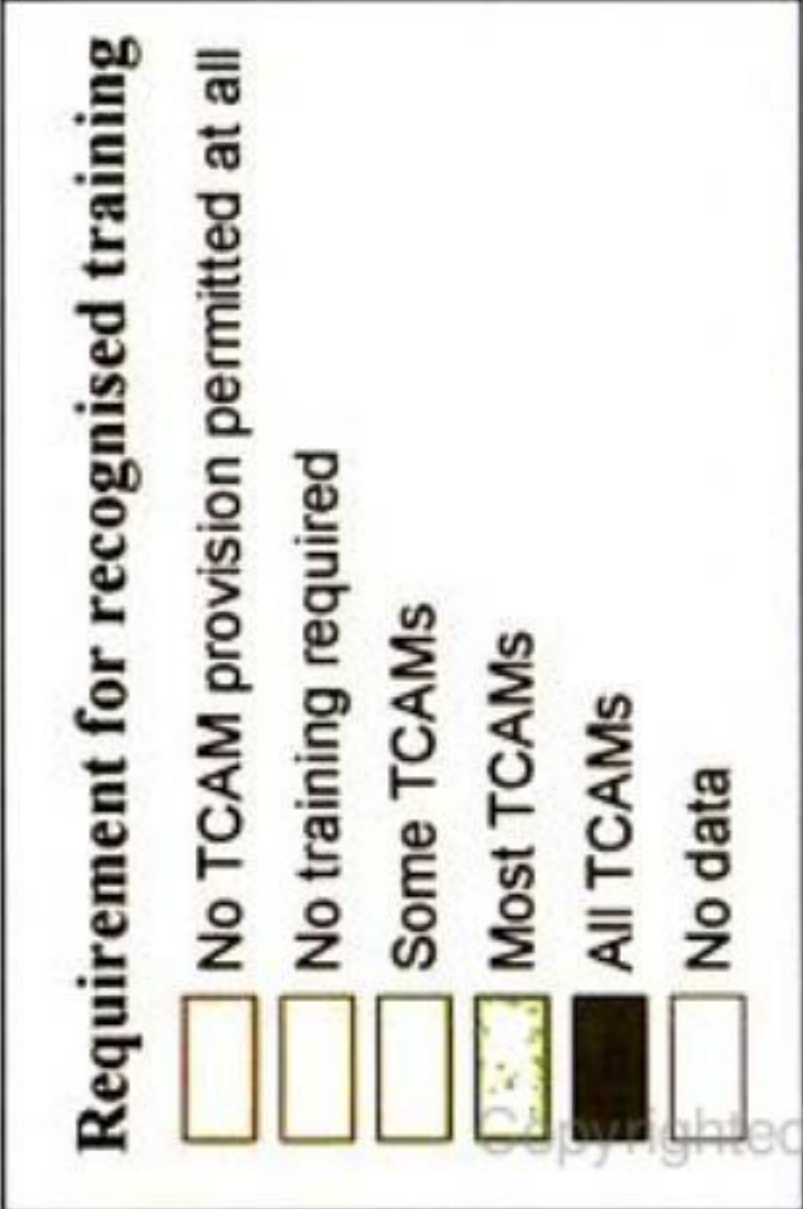 Requirement for recognised training
No TCAM provision permitted at all
No training required
Some TCAMs
Most TCAMs
All TCAMs
No data
Copyrighted